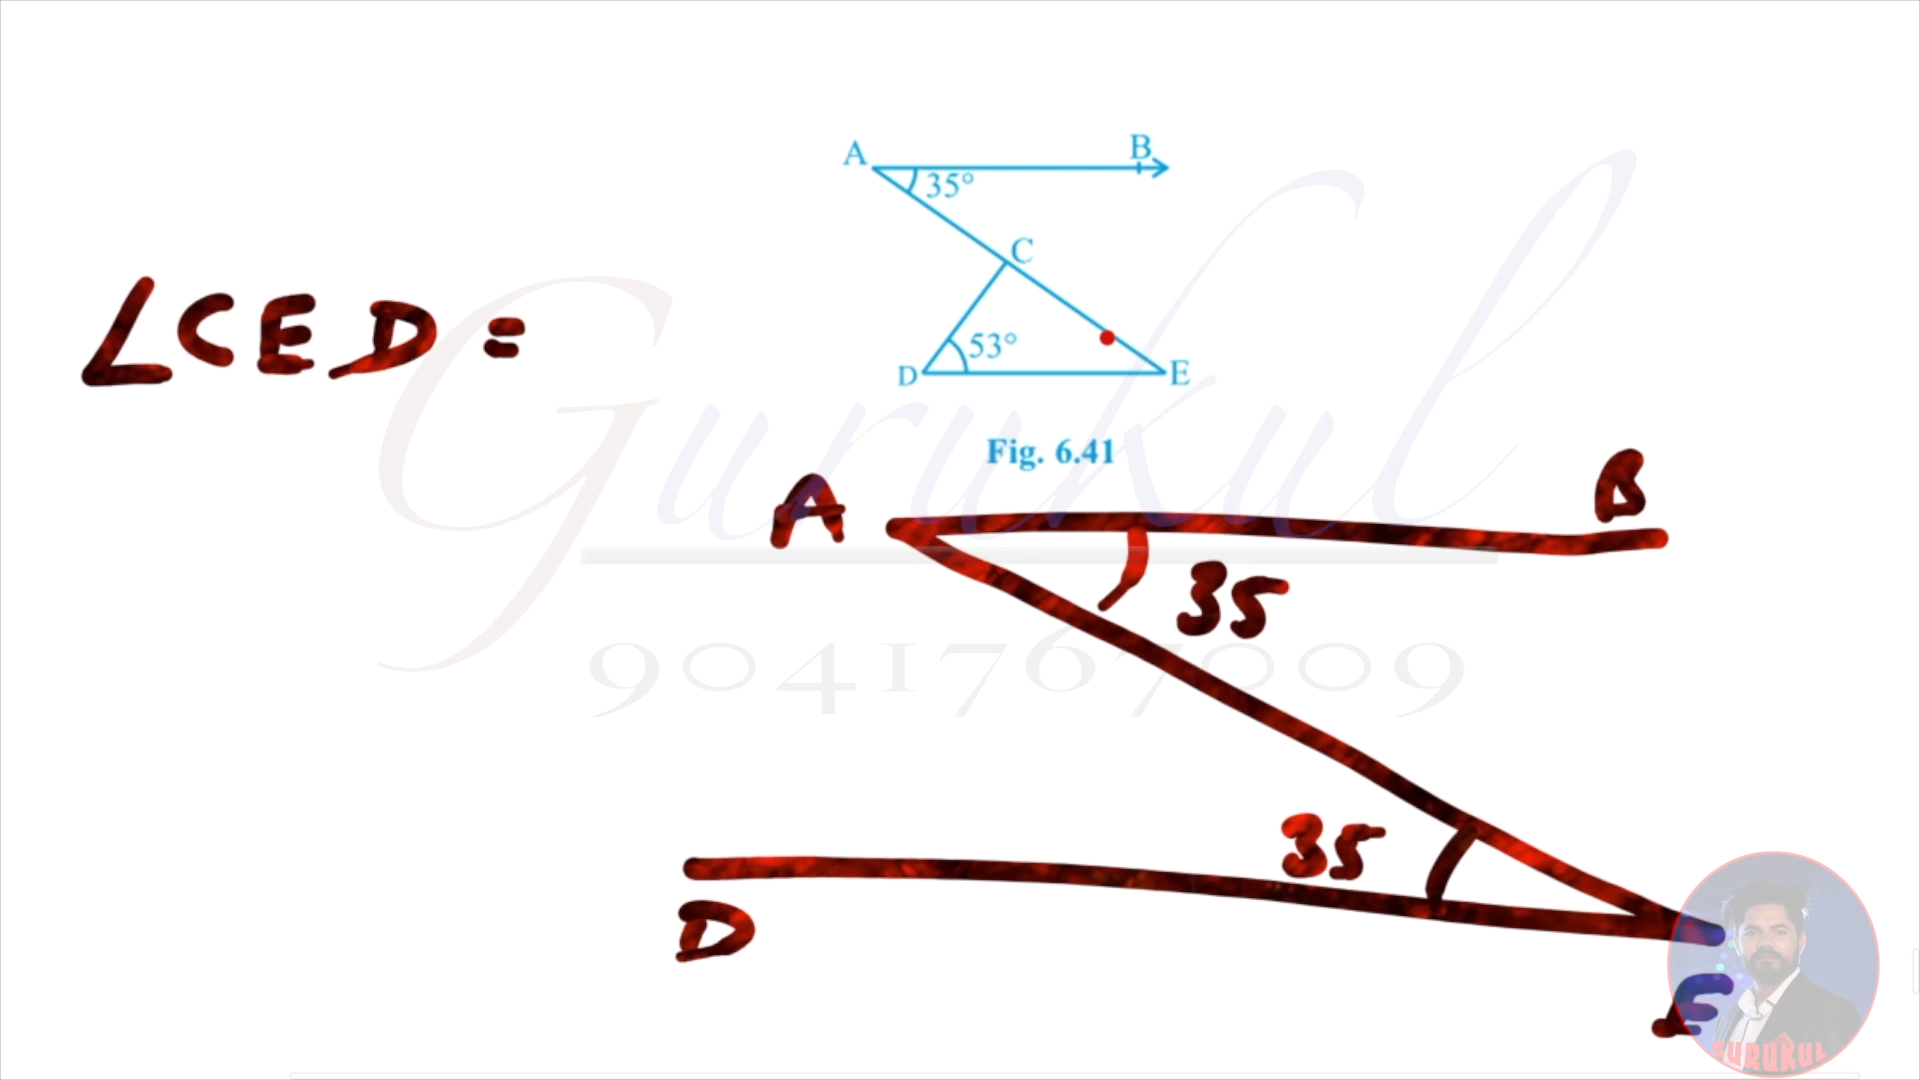 A B
35°
C
∠CED =
53°
D E
Fig. 6.41
Gurukul
A B
35
9041767009
35
D
E
GURUKUL